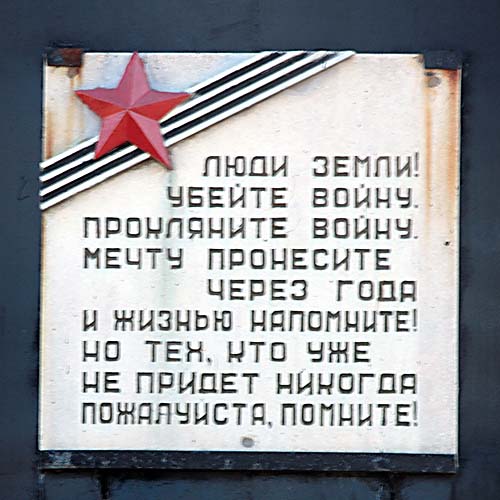 ЛЮДИ ЗЕМЛИ!
УБЕЙТЕ ВОЙНУ.
ПРОКЛЯНИТЕ ВОЙНУ.
МЕЧТУ ПРОНЕСИТЕ
ЧЕРЕЗ ГОДА
И ЖИЗНЬЮ НАПОМНИТЕ!
НО ТЕХ, КТО УЖЕ
НЕ ПРИДЕТ НИКОГДА
ПОЖАЛУИСТА, ПОМНИТЕ!